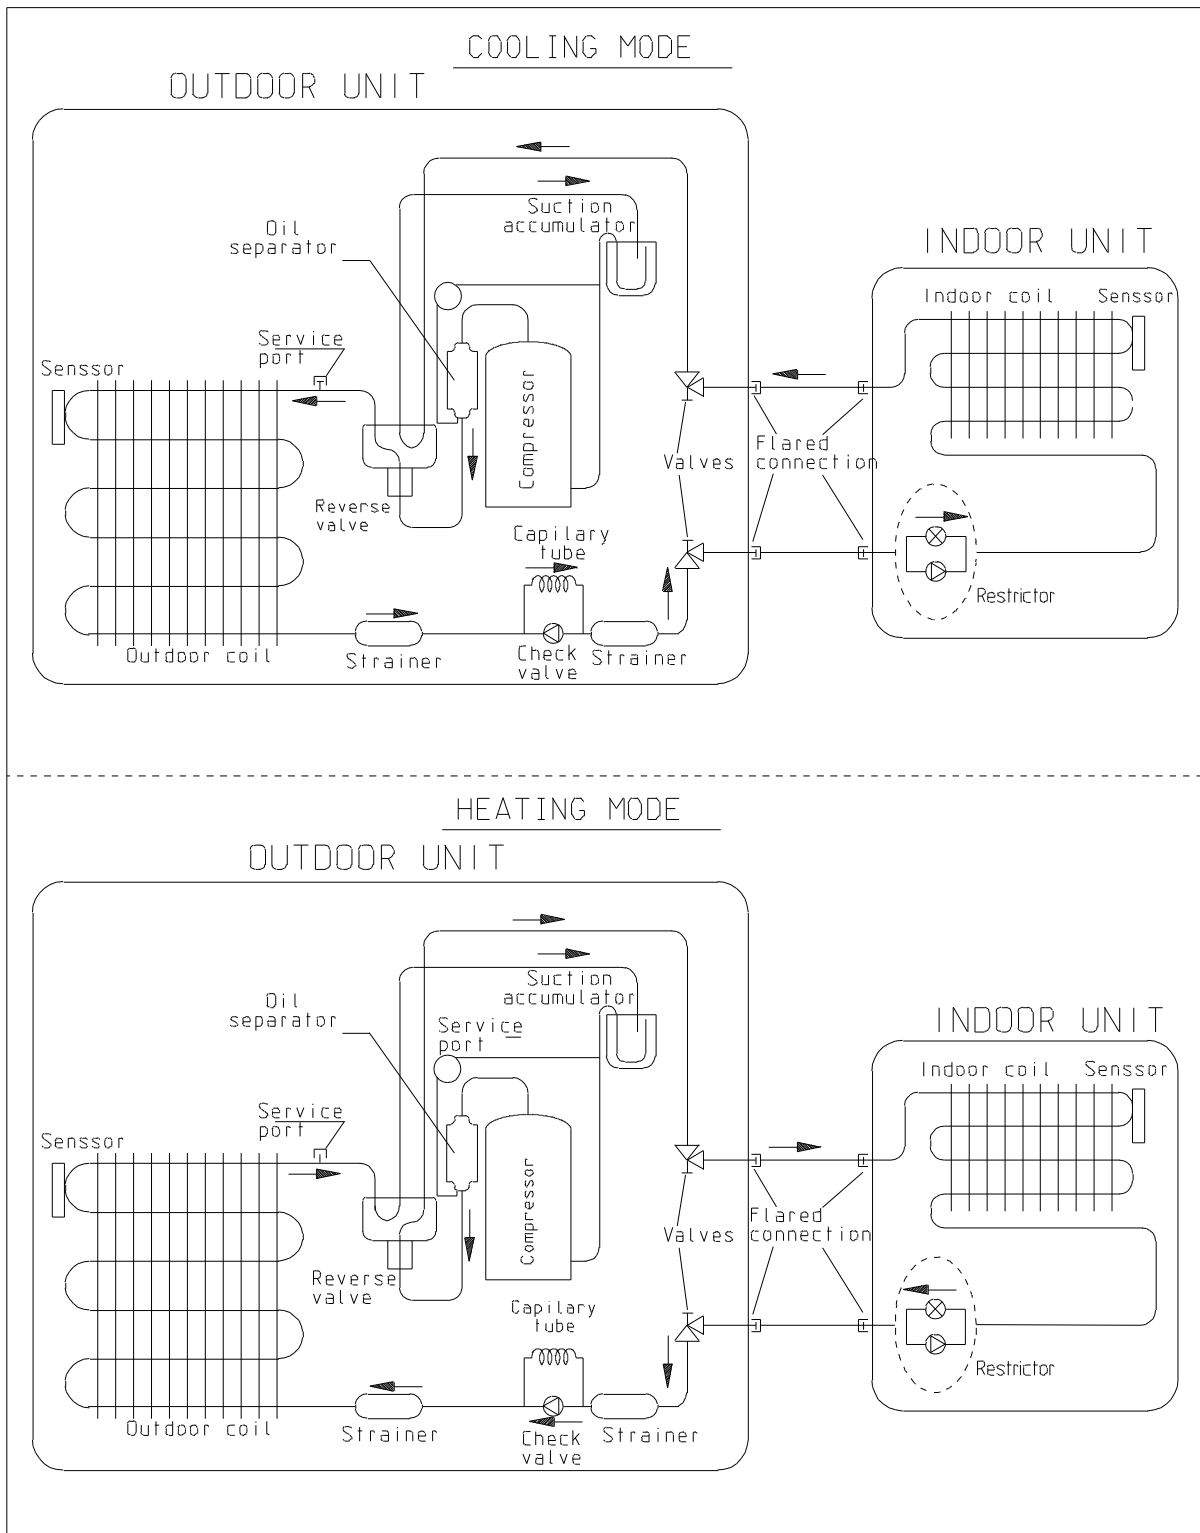 COOLING MODE
OUTDOOR UNIT
Suction
accumulator
Oil
separator
INDOOR UNIT
Indoor coil
Senssor
Service
port
Senssor
Compressor
Valves
Flared
connection
Reverse
valve
Capilary
tube
Restrictor
Outdoor coil
Strainer
Check
valve
Strainer
HEATING MODE
OUTDOOR UNIT
Suction
accumulator
Oil
separator
Service
port
INDOOR UNIT
Indoor coil
Senssor
Service
port
Senssor
Compressor
Valves
Flared
connection
Reverse
valve
Capilary
tube
Restrictor
Outdoor coil
Strainer
Check
valve
Strainer